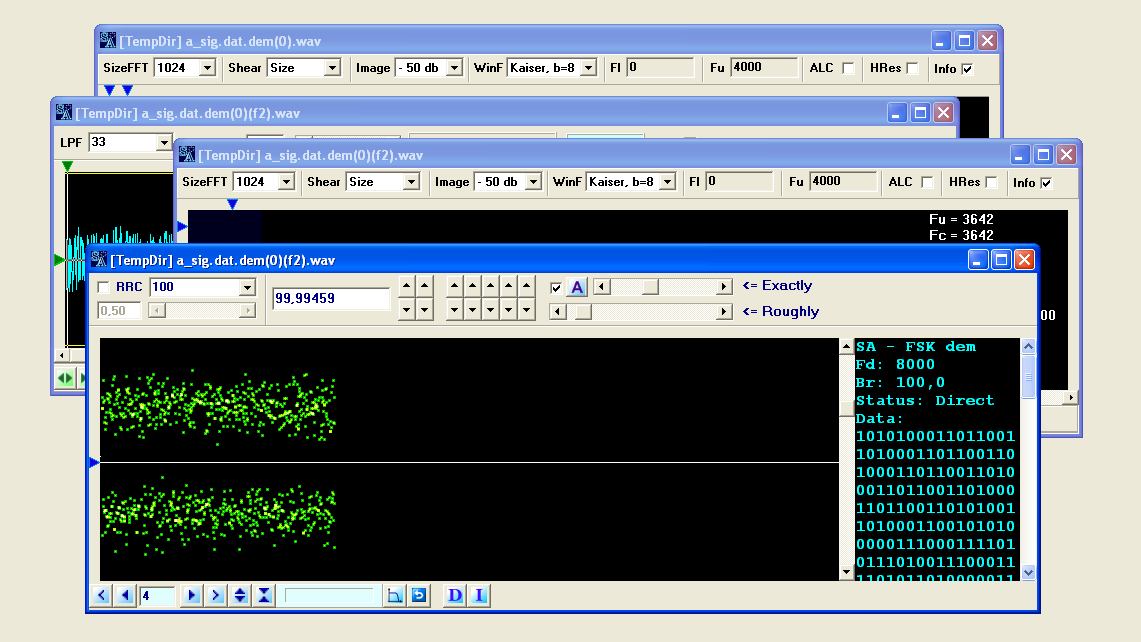 [TempDir] a_sig.dat.dem(0).wav
SizeFFT 1024 Shear Size Image - 50 db WinF Kaiser, b=8 Fl 0 Fu 4000 ALC HRes Info
[TempDir] a_sig.dat.dem(0)(f2).wav
LPF 33
[TempDir] a_sig.dat.dem(0)(f2).wav
SizeFFT 1024 Shear Size Image - 50 db WinF Kaiser, b=8 Fl 0 Fu 4000 ALC HRes Info
Fu = 3642
Fc = 3642
00
[TempDir] a_sig.dat.dem(0)(f2).wav
RRC 100 99,99459 A <= Exactly
0,50 <= Roughly
SA - FSK dem
Fd: 8000
Br: 100,0
Status: Direct
Data:
1010100011011001
1010001101100110
1000110110011010
0011011001101000
1101100110101001
1010001100101010
0000111000111101
0111010011100011
1101011010000011
4 D I